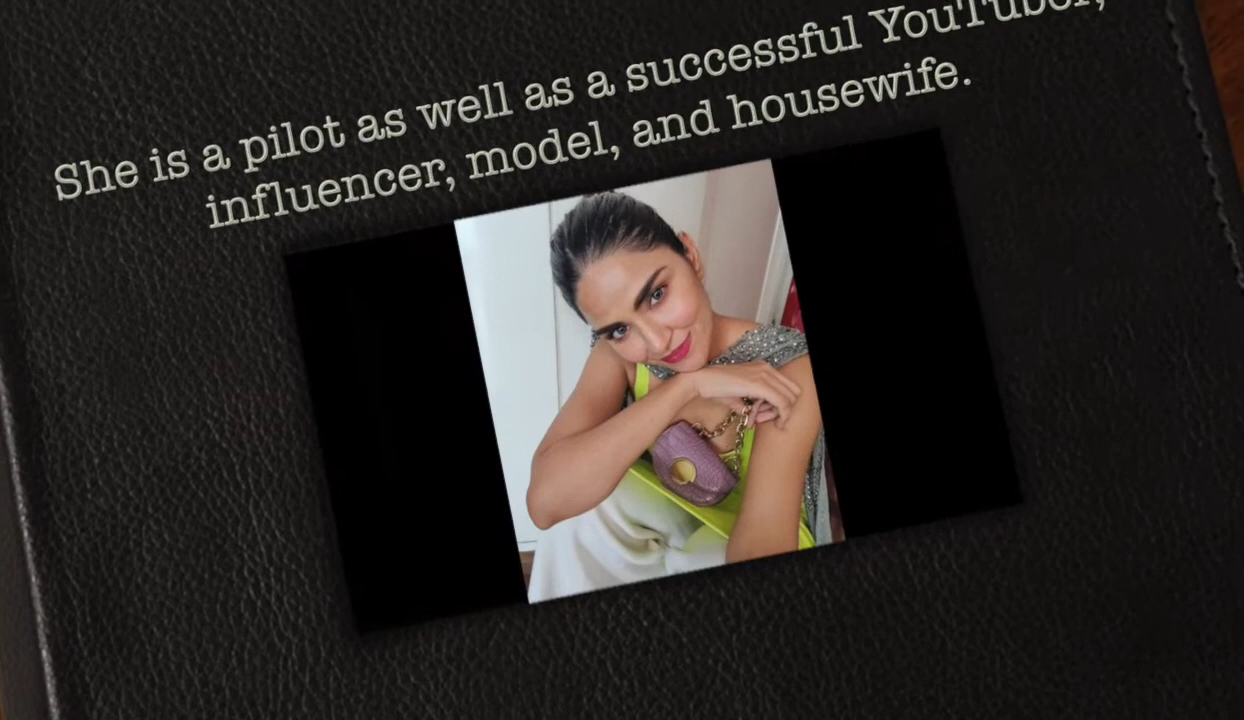 She is a pilot as well as a successful YouTuber,
influencer, model, and housewife.